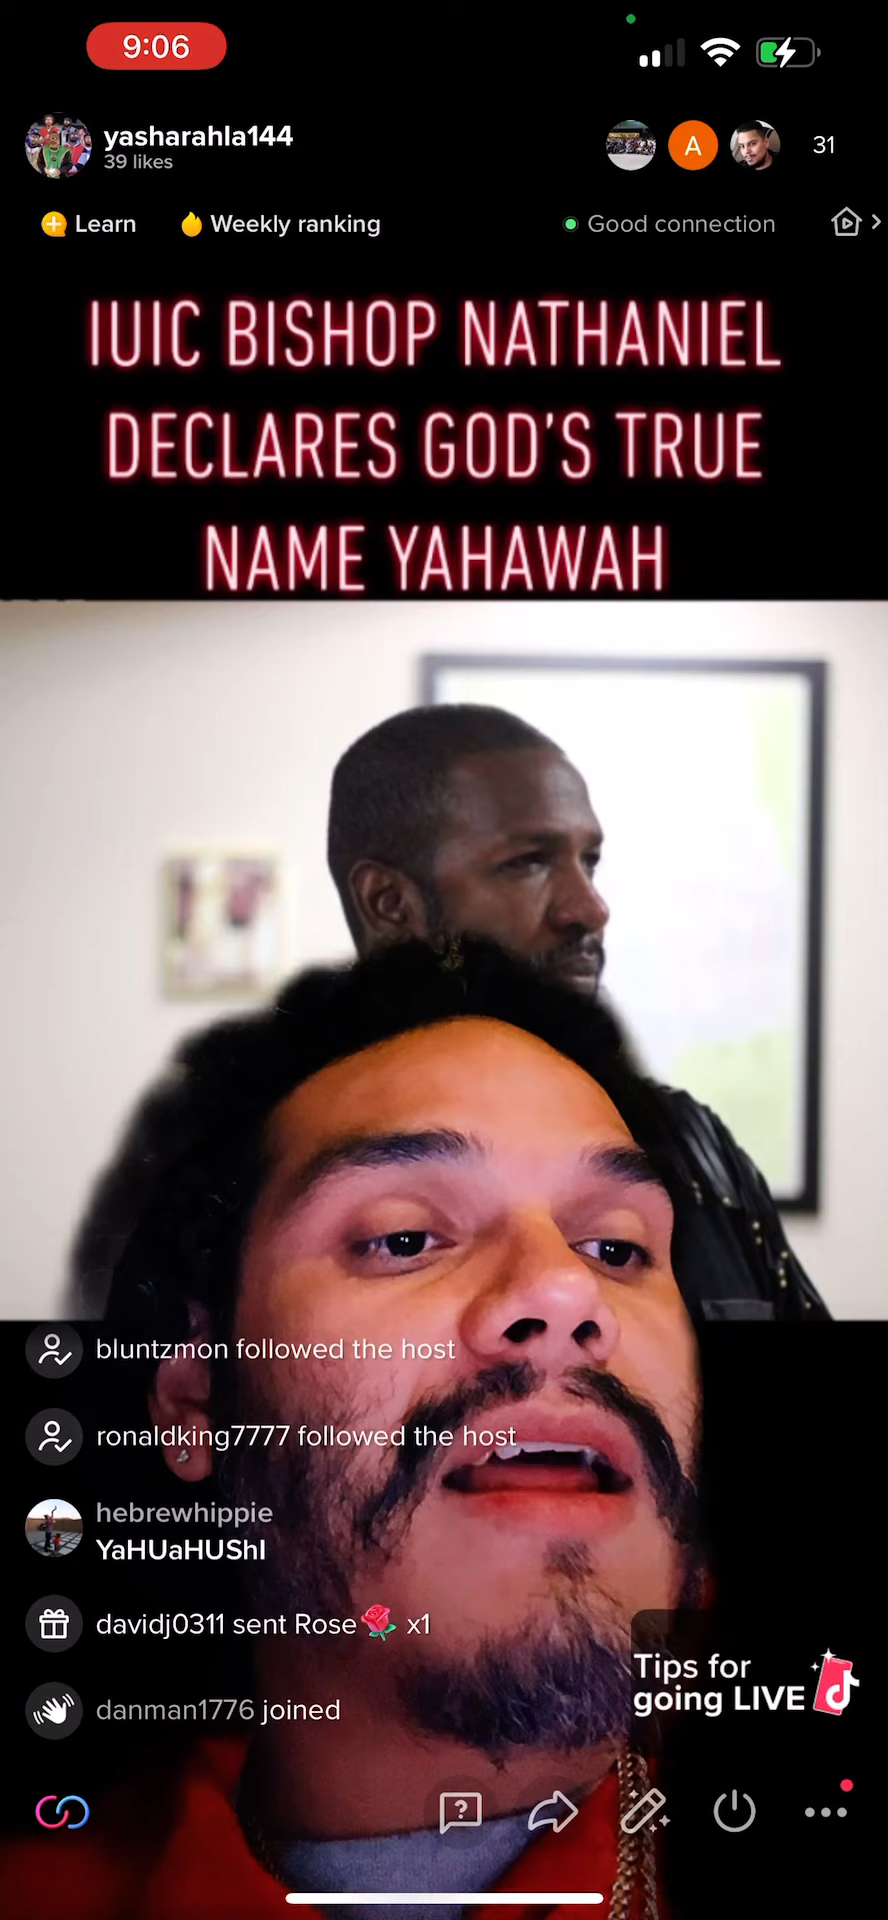 9:06
yasharahla144
39 likes
A
31
Learn
Weekly ranking
Good connection
IUIC BISHOP NATHANIEL
DECLARES GOD'S TRUE
NAME YAHAWAH
bluntzmon followed the host
ronaldking7777 followed the host
hebrewhippie
YaHUaHUShI
davidj0311 sent Rose x1
danman1776 joined
Tips for
going LIVE